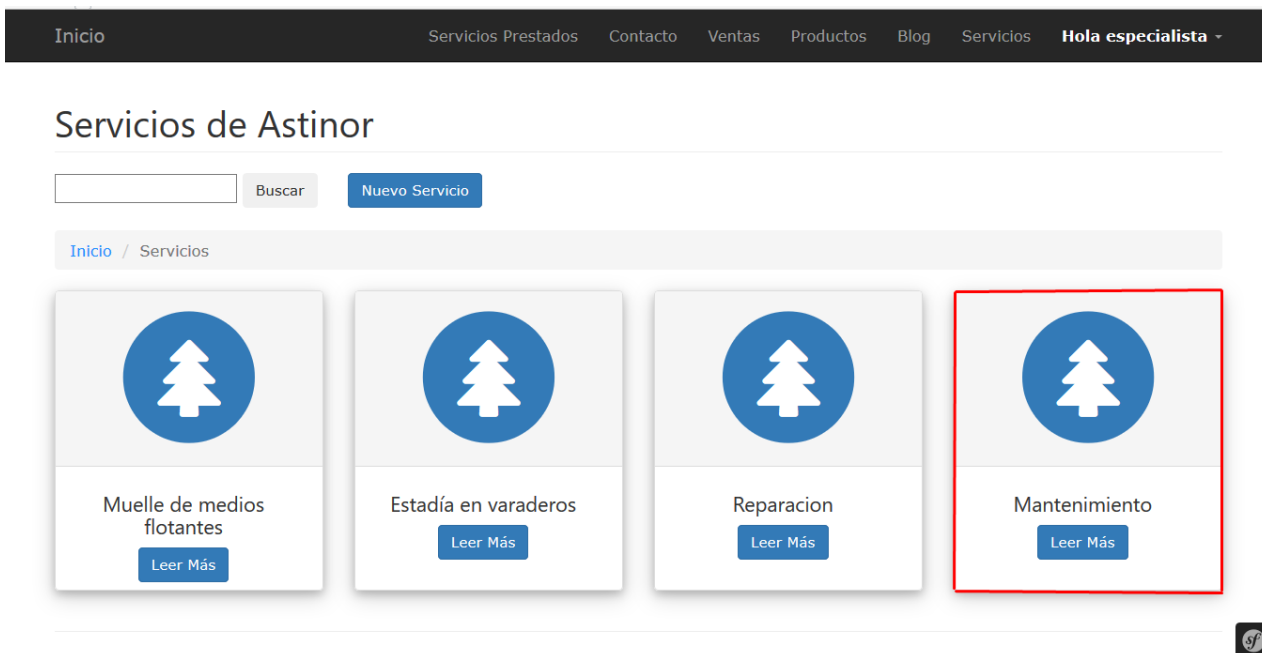 Inicio Servicios Prestados Contacto Ventas Productos Blog Servicios Hola especialista
Servicios de Astinor
Buscar Nuevo Servicio
Inicio / Servicios
Muelle de medios
flotantes
Leer Más
Estadía en varaderos
Leer Más
Reparacion
Leer Más
Mantenimiento
Leer Más
sf